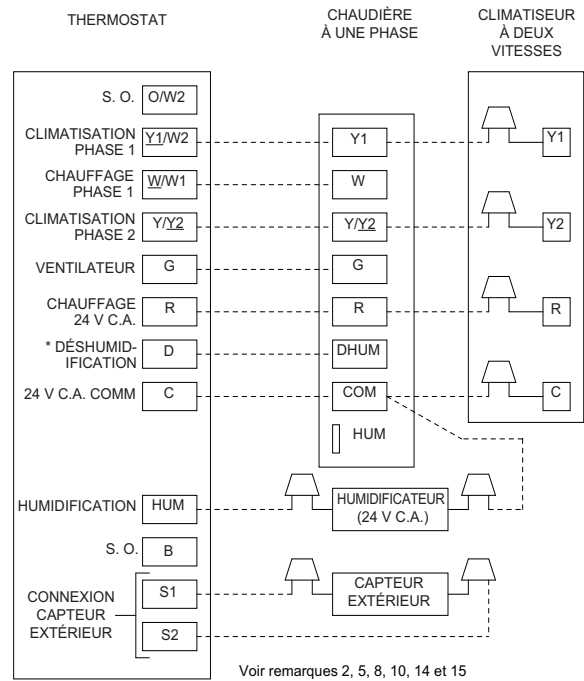 THERMOSTAT
CHAUDIÈRE
À UNE PHASE
CLIMATISEUR
À DEUX
VITESSES
S. O. O/W2
CLIMATISATION
PHASE 1
Y1/W2
Y1
Y1
CHAUFFAGE
PHASE 1
W/W1
W
CLIMATISATION
PHASE 2
Y/Y2
Y/Y2
Y2
VENTILATEUR G
G
CHAUFFAGE
24 V C.A.
R
R
R
* DÉSHUMID-
IFICATION
D
DHUM
24 V C.A. COMM C
COM
C
HUM
HUMIDIFICATION HUM
HUMIDIFICATEUR
(24 V C.A.)
S. O. B
CONNEXION
CAPTEUR
EXTÉRIEUR
S1
S2
CAPTEUR
EXTÉRIEUR
Voir remarques 2, 5, 8, 10, 14 et 15